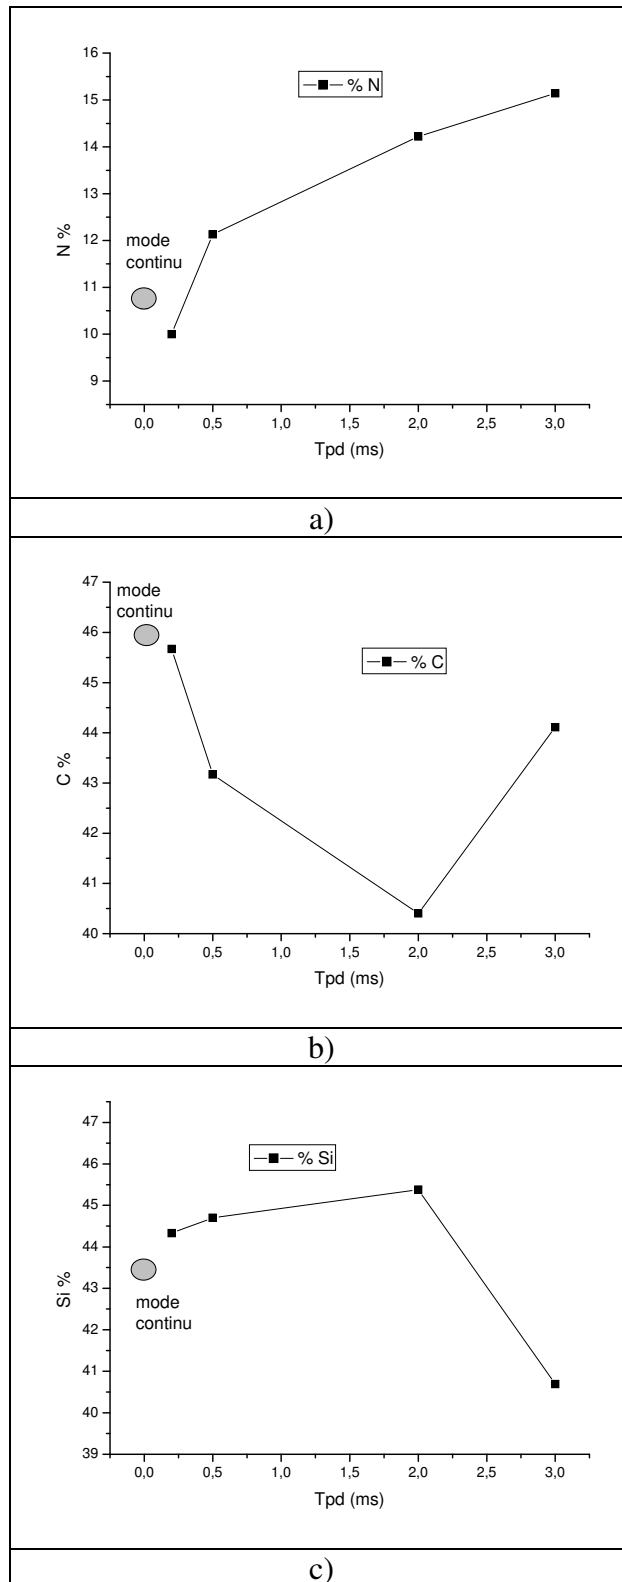 16
15
14
13
12
11
10
9
N %
% N
mode
continu
0,0 0,5 1,0 1,5 2,0 2,5 3,0
Tpd (ms)
a)
47
46
45
44
43
42
41
40
C %
mode
continu
% C
0,0 0,5 1,0 1,5 2,0 2,5 3,0
Tpd (ms)
b)
47
46
45
44
43
42
41
40
39
Si %
% Si
mode
continu
0,0 0,5 1,0 1,5 2,0 2,5 3,0
Tpd (ms)
c)